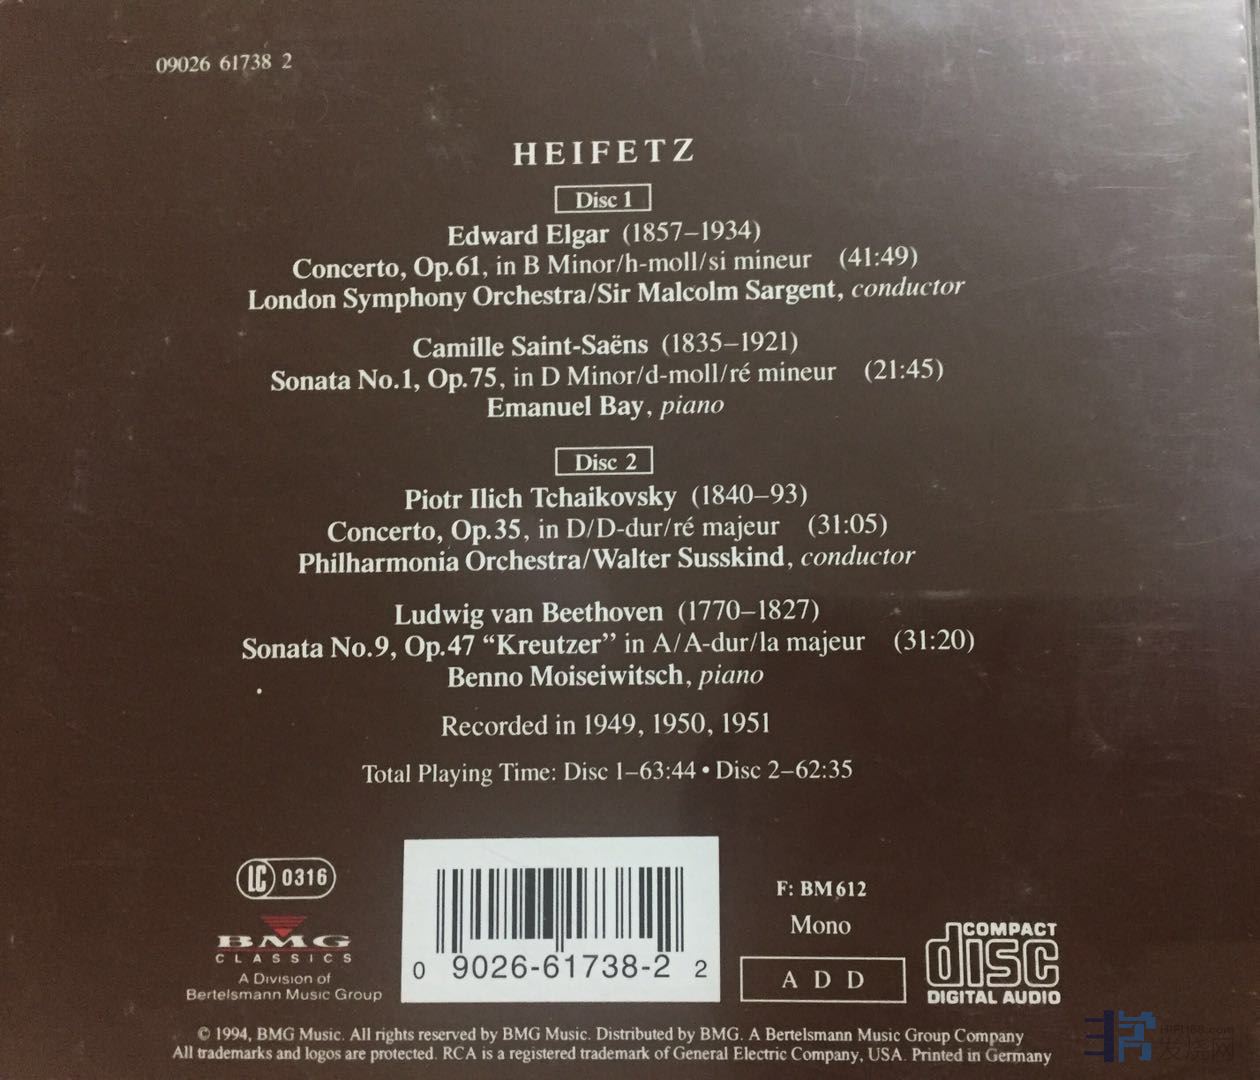 09026 61738 2
HEIFETZ
Disc 1
Edward Elgar (1857–1934)
Concerto, Op.61, in B Minor/h-moll/si mineur (41:49)
London Symphony Orchestra/Sir Malcolm Sargent, conductor
Camille Saint-Saëns (1835–1921)
Sonata No.1, Op.75, in D Minor/d-moll/ré mineur (21:45)
Emanuel Bay, piano
Disc 2
Piotr Ilich Tchaikovsky (1840–93)
Concerto, Op.35, in D/D-dur/ré majeur (31:05)
Philharmonia Orchestra/Walter Susskind, conductor
Ludwig van Beethoven (1770–1827)
Sonata No.9, Op.47 “Kreutzer” in A/A-dur/la majeur (31:20)
Benno Moiseiwitsch, piano
Recorded in 1949, 1950, 1951
Total Playing Time: Disc 1–63:44 • Disc 2–62:35
LC 0316
BMG
CLASSICS
A Division of
Bertelsmann Music Group
0 9026-61738-2 2
F: BM612
Mono
ADD
COMPACT
disc
DIGITAL AUDIO
© 1994, BMG Music. All rights reserved by BMG Music. Distributed by BMG. A Bertelsmann Music Group Company
All trademarks and logos are protected. RCA is a registered trademark of General Electric Company, USA. Printed in Germany
HIFI168.com
发烧网